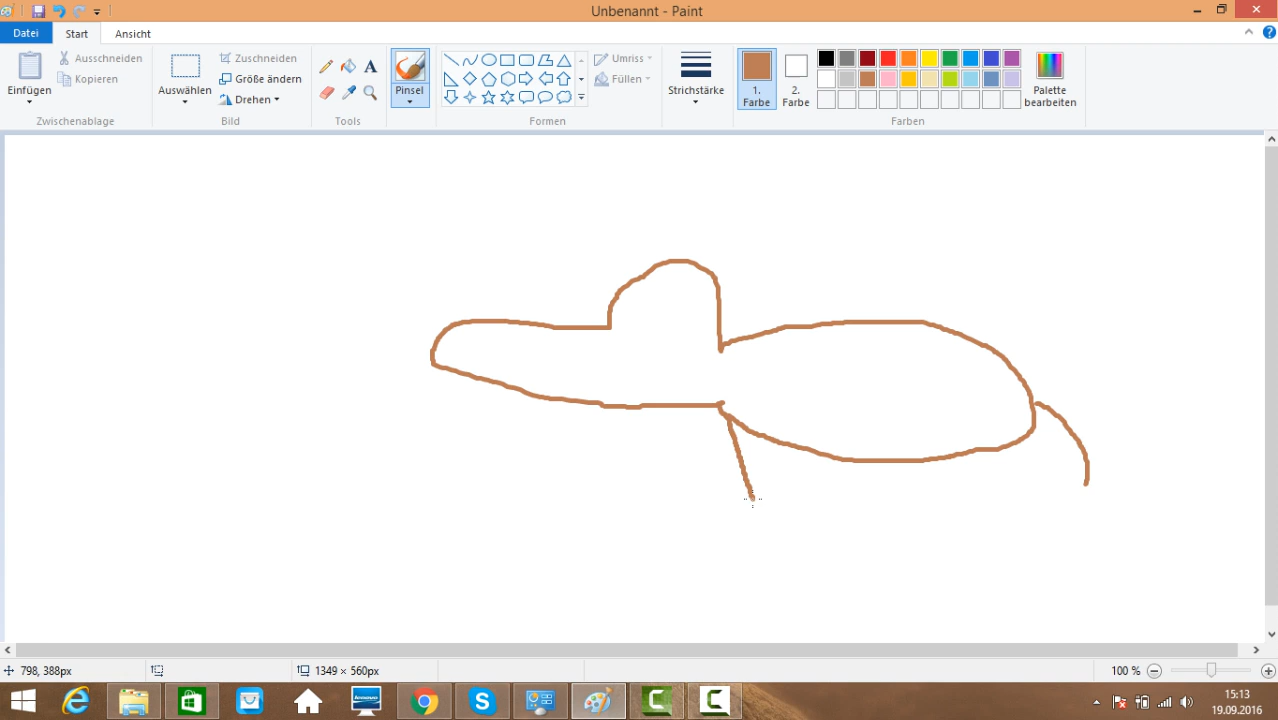 Unbenannt - Paint
Datei Start Ansicht
Einfügen
Ausschneiden
Kopieren
Zwischenablage
Auswählen
Zuschneiden
Größe ändern
Drehen
Bild
A
Tools
Pinsel
Umriss
Füllen
Formen
Strichstärke
1.
Farbe
2.
Farbe
Palette
bearbeiten
Farben
798, 388px
1349 × 560px
100 %
15:13
19.09.2016